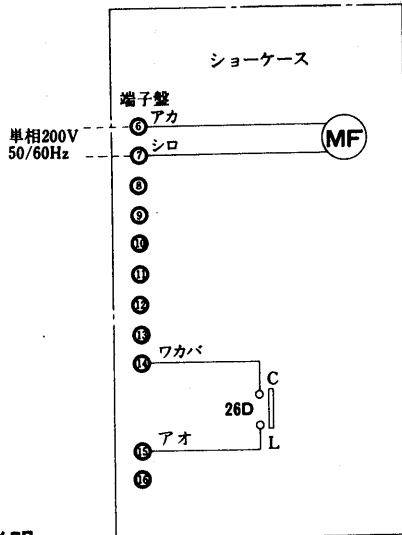 ショーケース
端子盤
⑥ アカ
単相200V
50/60Hz
MF
⑦ シロ
⑧
⑨
⑩
⑪
⑫
⑬
⑭ ワカバ
C
26D
L
⑮ アオ
⑯